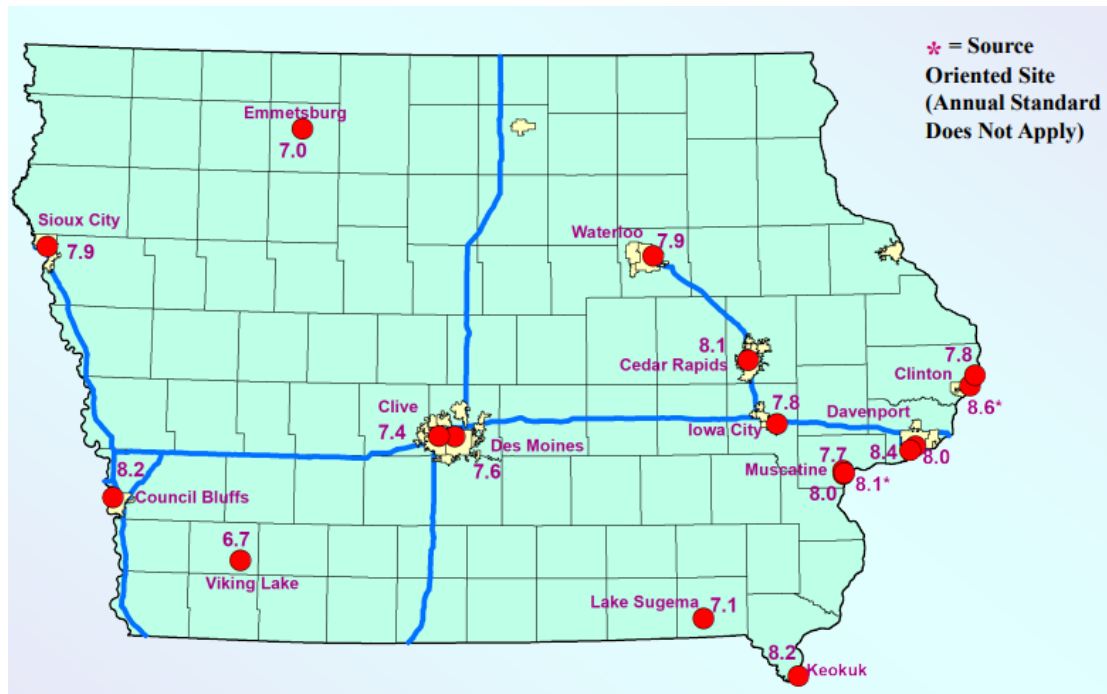 * = Source
Oriented Site
(Annual Standard
Does Not Apply)
Emmetsburg
7.0
Sioux City
7.9
Waterloo
7.9
8.1
Cedar Rapids
7.8
Clinton
8.6*
Clive
7.4
Des Moines
7.6
7.8
Iowa City
Davenport
8.4
8.0
7.7
Muscatine
8.1*
8.0
8.2
Council Bluffs
6.7
Viking Lake
Lake Sugema
7.1
8.2
Keokuk